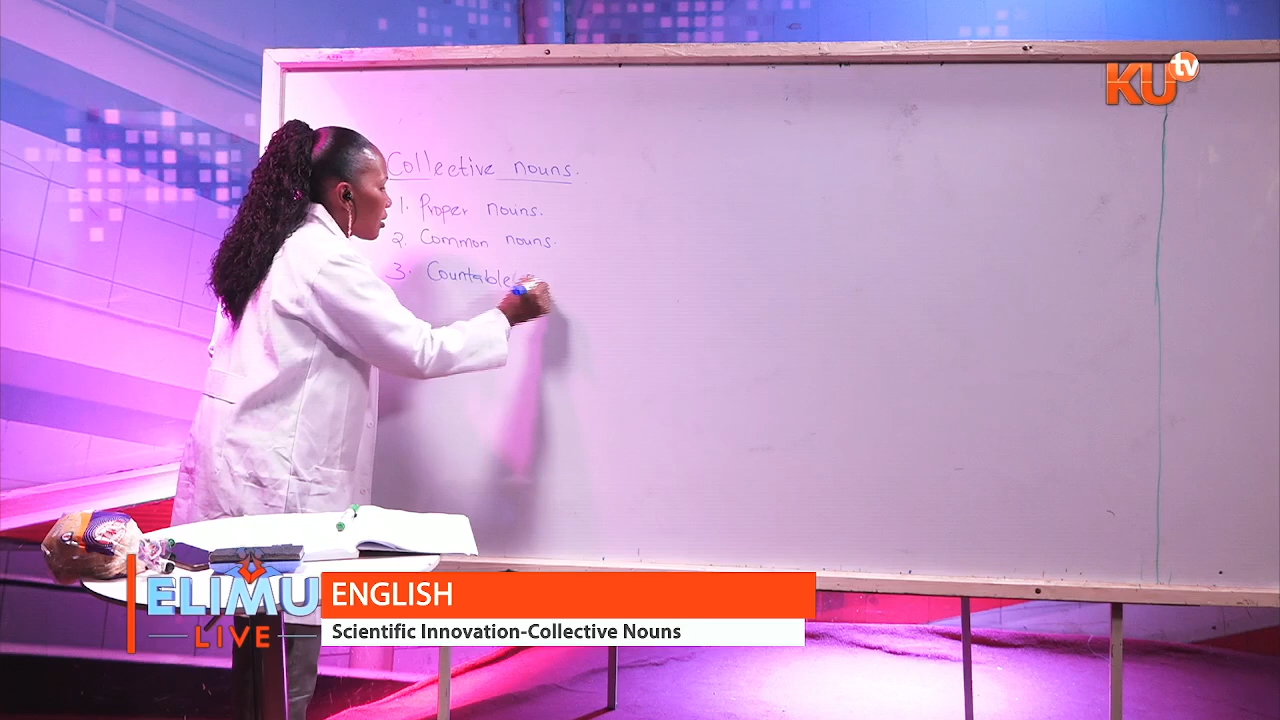 KU tv
Collective nouns.
1. Proper nouns.
2. Common nouns.
3. Countable
ELIMU
LIVE
ENGLISH
Scientific Innovation-Collective Nouns